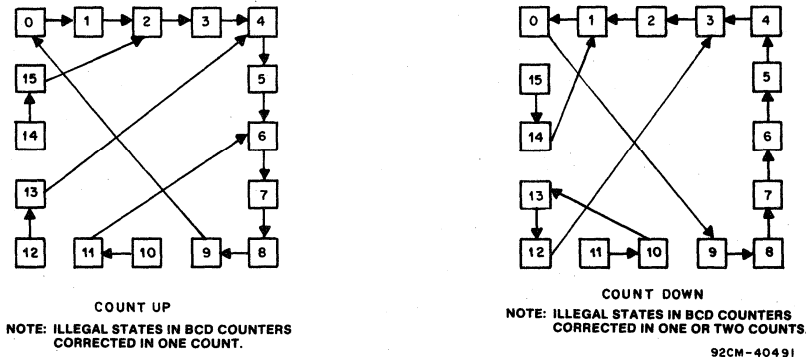 0 1 2 3 4
15 5
14 6
13 7
12 11 10 9 8
COUNT UP
NOTE: ILLEGAL STATES IN BCD COUNTERS
CORRECTED IN ONE COUNT.
0 1 2 3 4
15 5
14 6
13 7
12 11 10 9 8
COUNT DOWN
NOTE: ILLEGAL STATES IN BCD COUNTERS
CORRECTED IN ONE OR TWO COUNTS.
92CM-40491